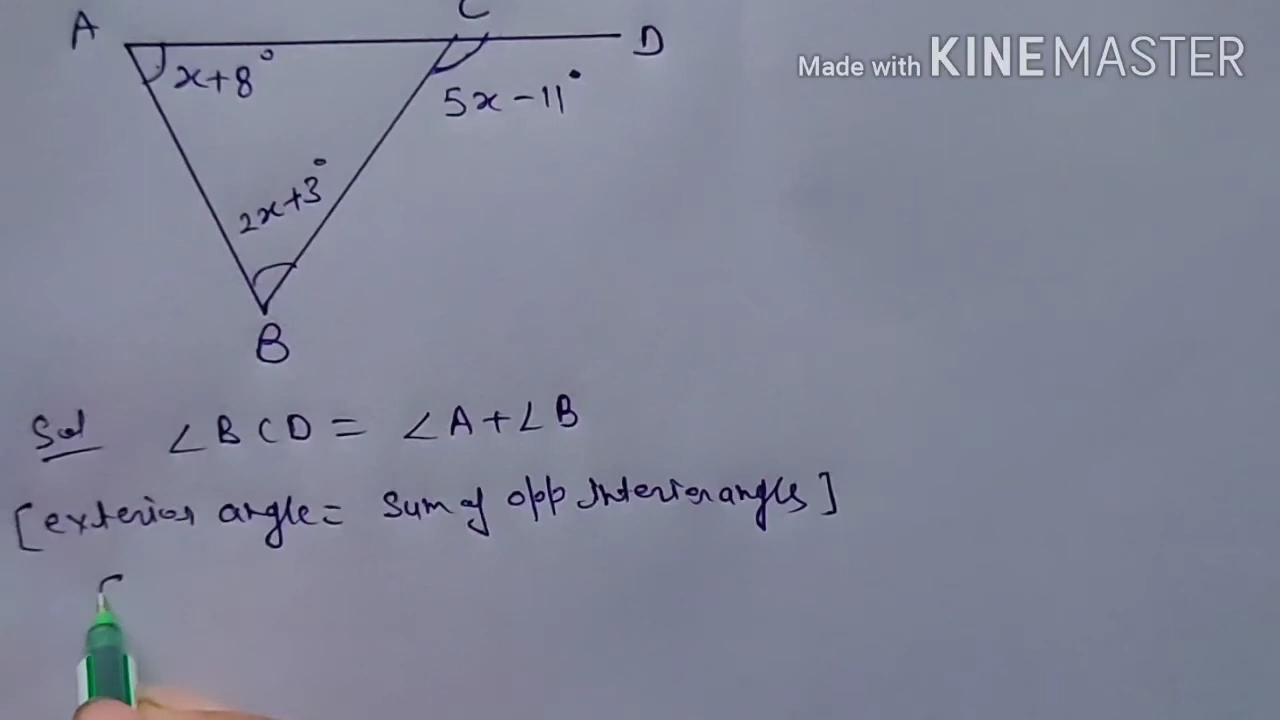 C
A
D
Made with KINEMASTER
x+8°
5x-11°
2x+3°
B
Sol ∠BCD = ∠A+∠B
[exterior angle= Sum of opp interior angles]